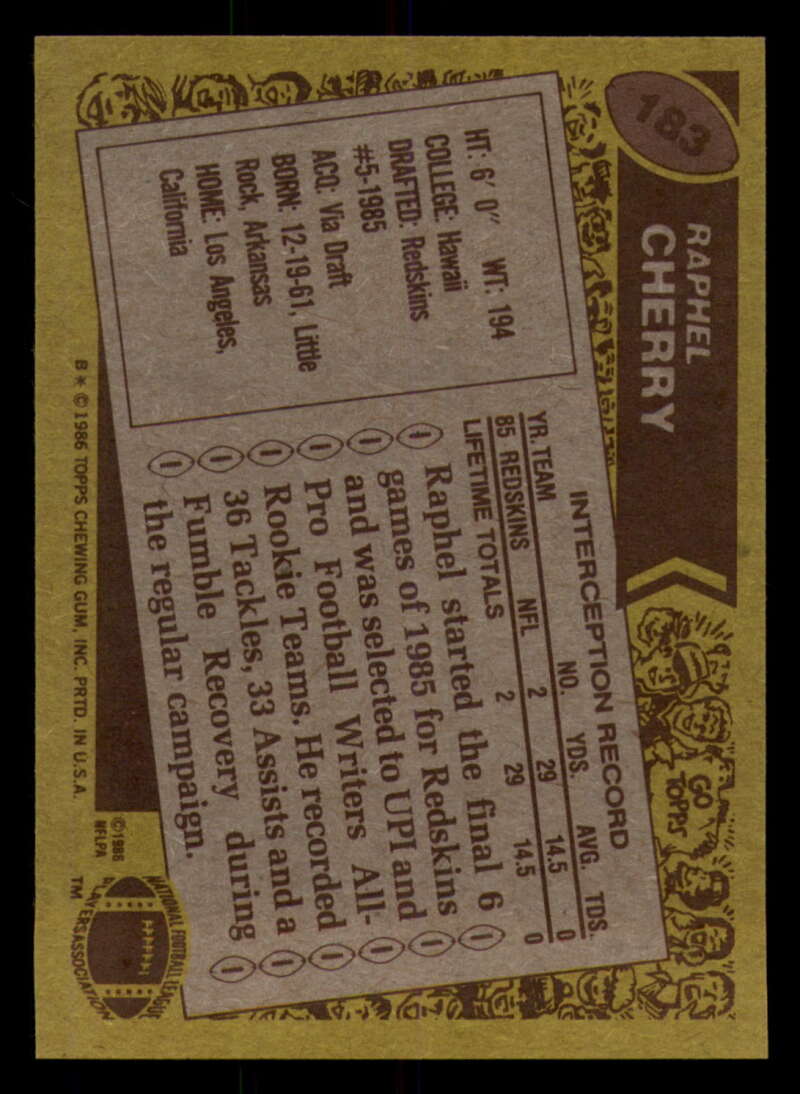 183
RAPHEL
CHERRY
HT: 6' 0" WT: 194
COLLEGE: Hawaii
DRAFTED: Redskins
#5-1985
ACQ: Via Draft
BORN: 12-19-61, Little
Rock, Arkansas
HOME: Los Angeles,
California
INTERCEPTION RECORD
YR. TEAM NO. YDS. AVG. TDS.
85 REDSKINS NFL 2 29 14.5 0
LIFETIME TOTALS 2 29 14.5 0
Raphel started the final 6
games of 1985 for Redskins
and was selected to UPI and
Pro Football Writers All-
Rookie Teams. He recorded
36 Tackles, 33 Assists and a
Fumble Recovery during
the regular campaign.
GO
TOPPS
B* ©1986 TOPPS CHEWING GUM, INC. PRTD. IN U.S.A.
©1986
NFLPA
NATIONAL FOOTBALL LEAGUE
PLAYERS ASSOCIATION
TM